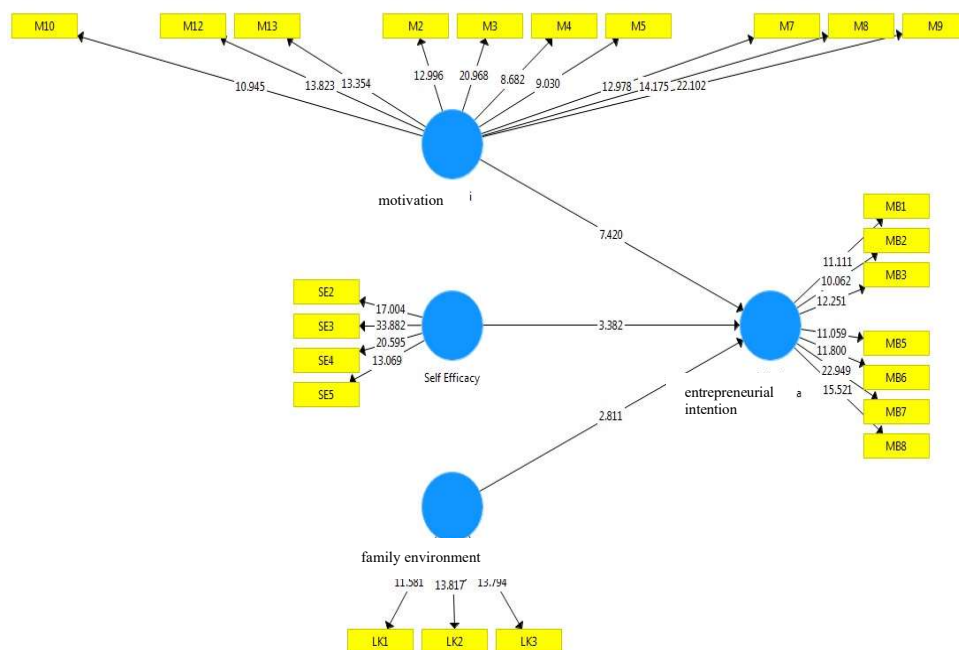 M10 M12 M13 M2 M3 M4 M5 M7 M8 M9
10.945 13.823 13.354 12.996 20.968 8.682 9.030 12.978 14.175 22.102
motivation i
7.420
MB1
MB2
MB3
11.111
10.062
12.251
SE2
SE3
SE4
SE5
17.004
33.882
20.595
13.069
Self Efficacy
3.382
11.059
11.800
22.949
15.521
MB5
MB6
MB7
MB8
entrepreneurial a
intention
2.811
family environment
11.581 13.817 13.794
LK1 LK2 LK3